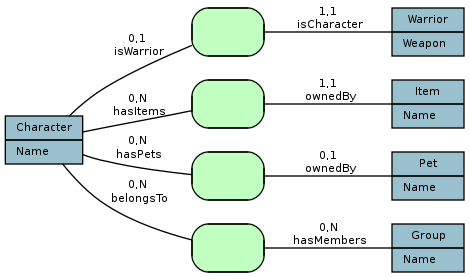 Character
Name
0,1
isWarrior
1,1
isCharacter
Warrior
Weapon
0,N
hasItems
1,1
ownedBy
Item
Name
0,N
hasPets
0,1
ownedBy
Pet
Name
0,N
belongsTo
0,N
hasMembers
Group
Name